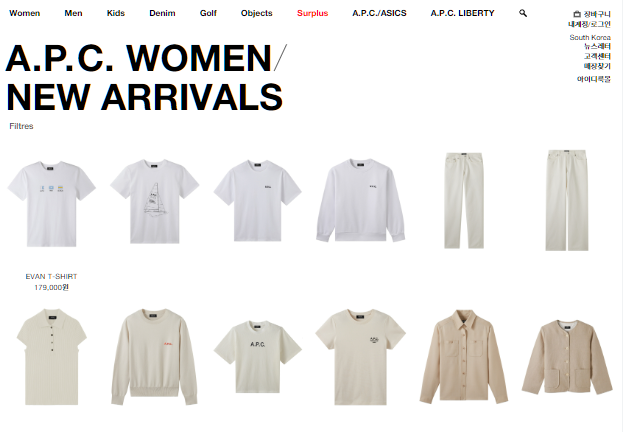 Women Men Kids Denim Golf Objects Surplus A.P.C./ASICS A.P.C. LIBERTY
장바구니
내계정/로그인
South Korea
뉴스레터
고객센터
매장찾기
아이디룩몰
A.P.C. WOMEN/
NEW ARRIVALS
Filtres
EVAN T-SHIRT
179,000원
A.P.C.